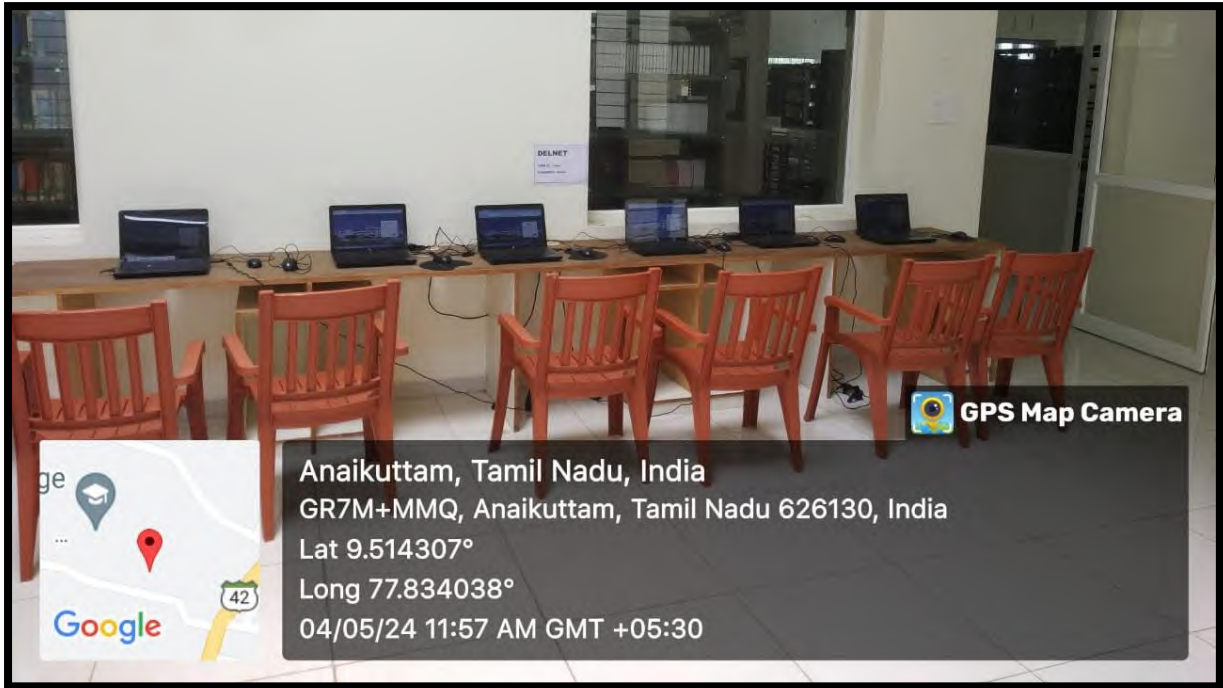 DELNET
GPS Map Camera
Anaikuttam, Tamil Nadu, India
GR7M+MMQ, Anaikuttam, Tamil Nadu 626130, India
Lat 9.514307°
Long 77.834038°
04/05/24 11:57 AM GMT +05:30
ge
...
42
Google